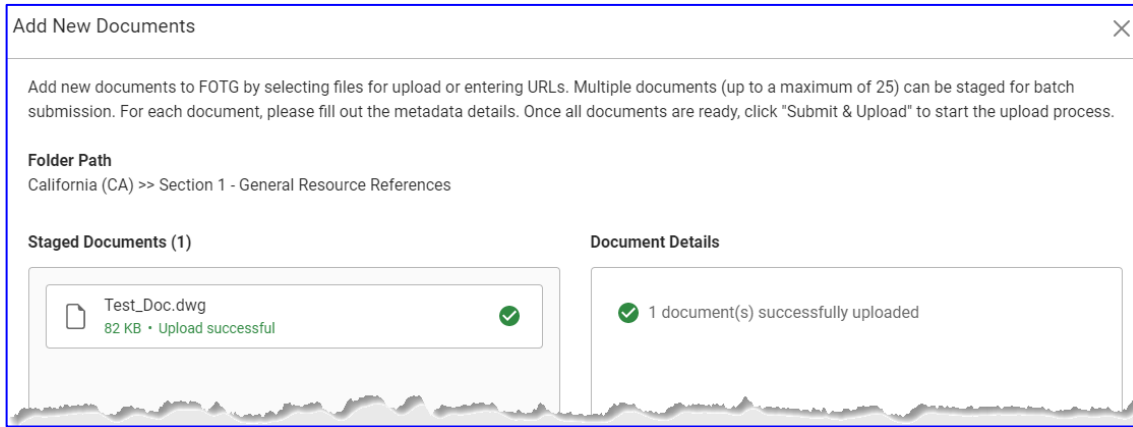 Add New Documents
Add new documents to FOTG by selecting files for upload or entering URLs. Multiple documents (up to a maximum of 25) can be staged for batch
submission. For each document, please fill out the metadata details. Once all documents are ready, click "Submit & Upload" to start the upload process.
Folder Path
California (CA) >> Section 1 - General Resource References
Staged Documents (1)
Test_Doc.dwg
82 KB • Upload successful
Document Details
1 document(s) successfully uploaded